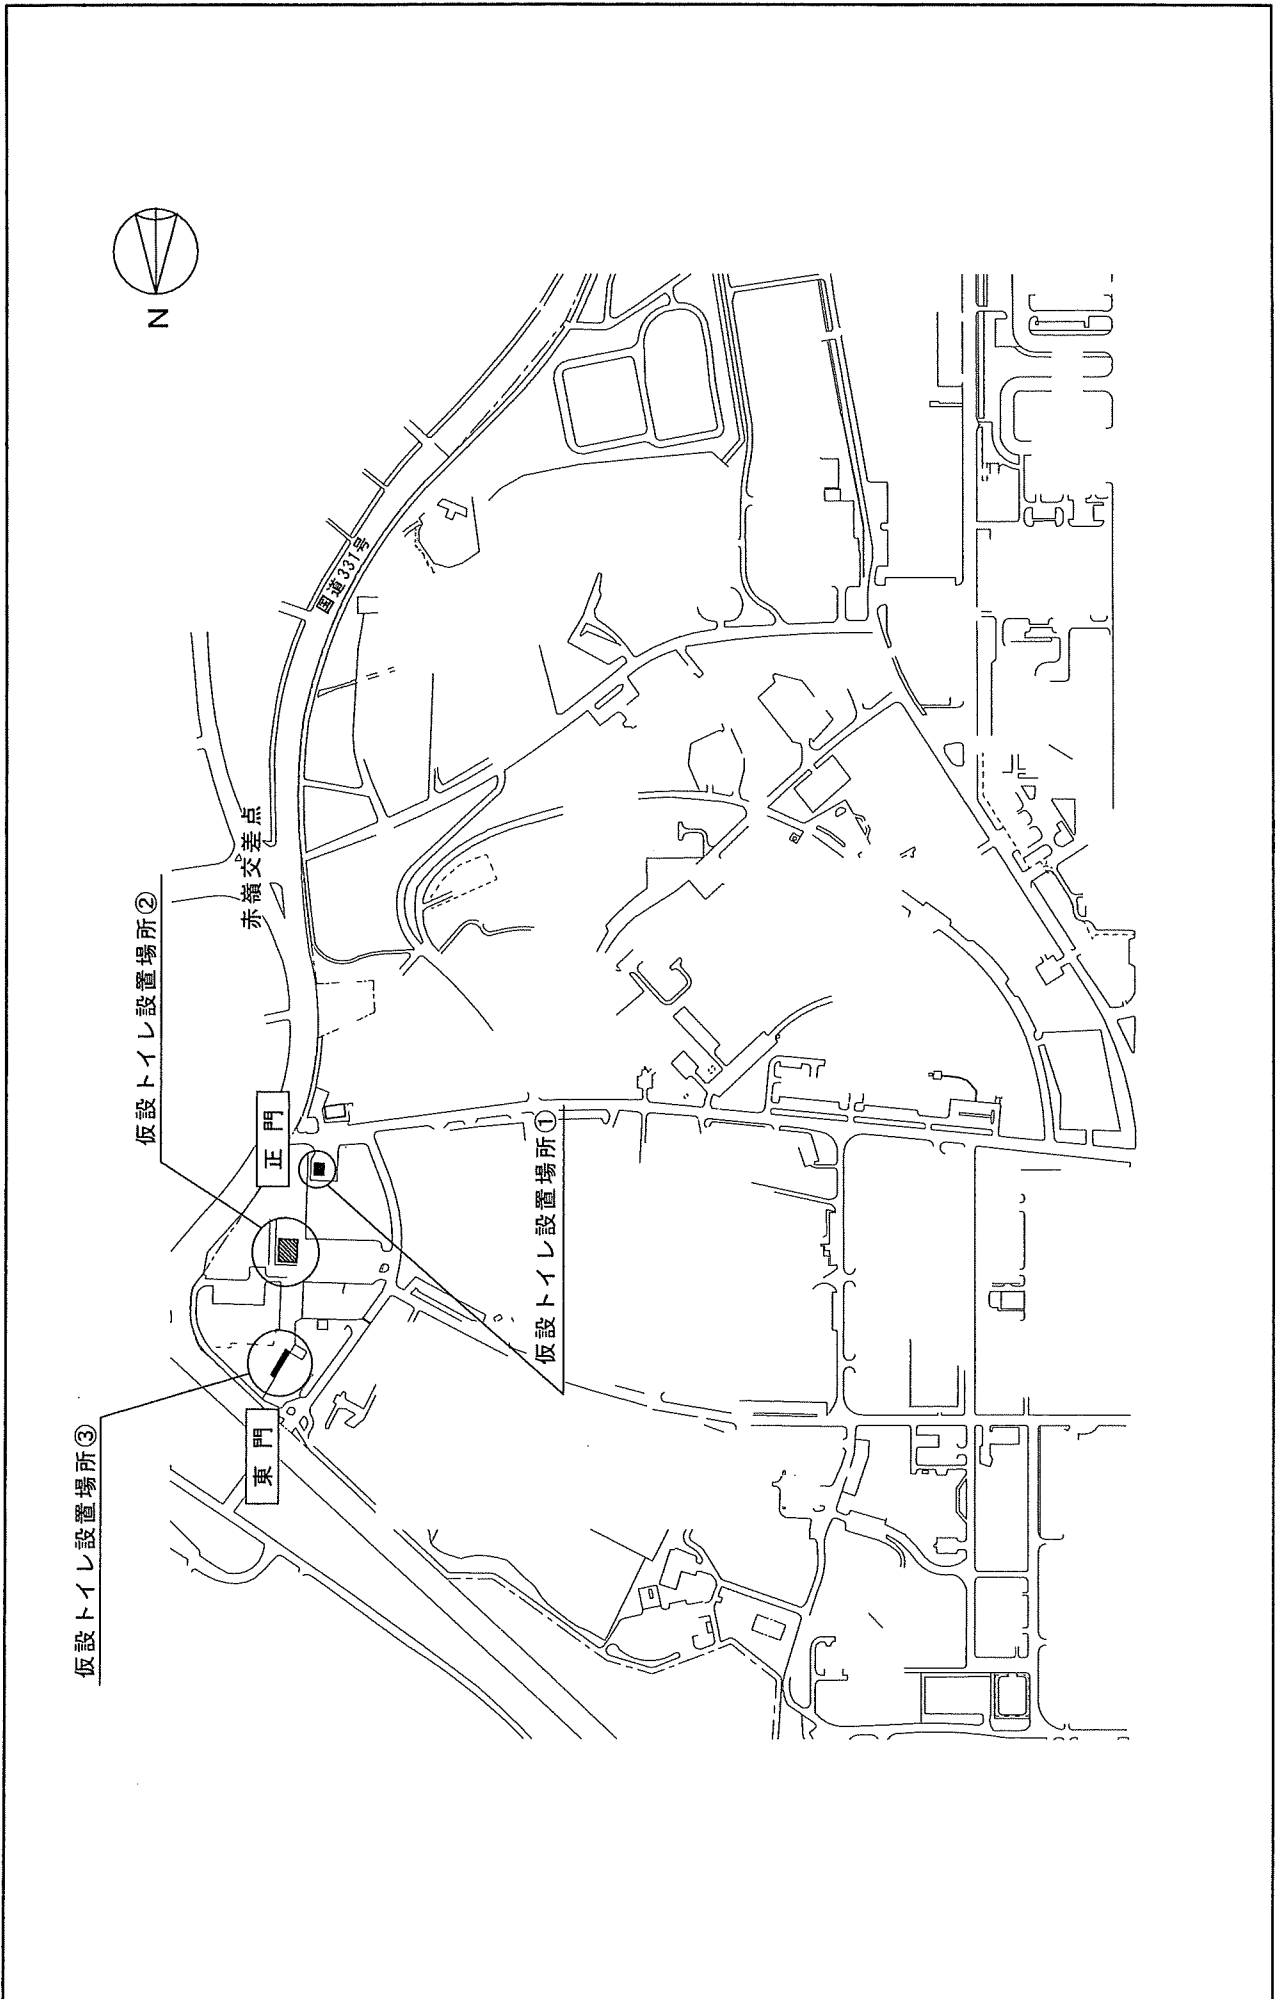 N
国道331号
赤嶺交差点
仮設トイレ設置場所②
正門
仮設トイレ設置場所①
仮設トイレ設置場所③
東門